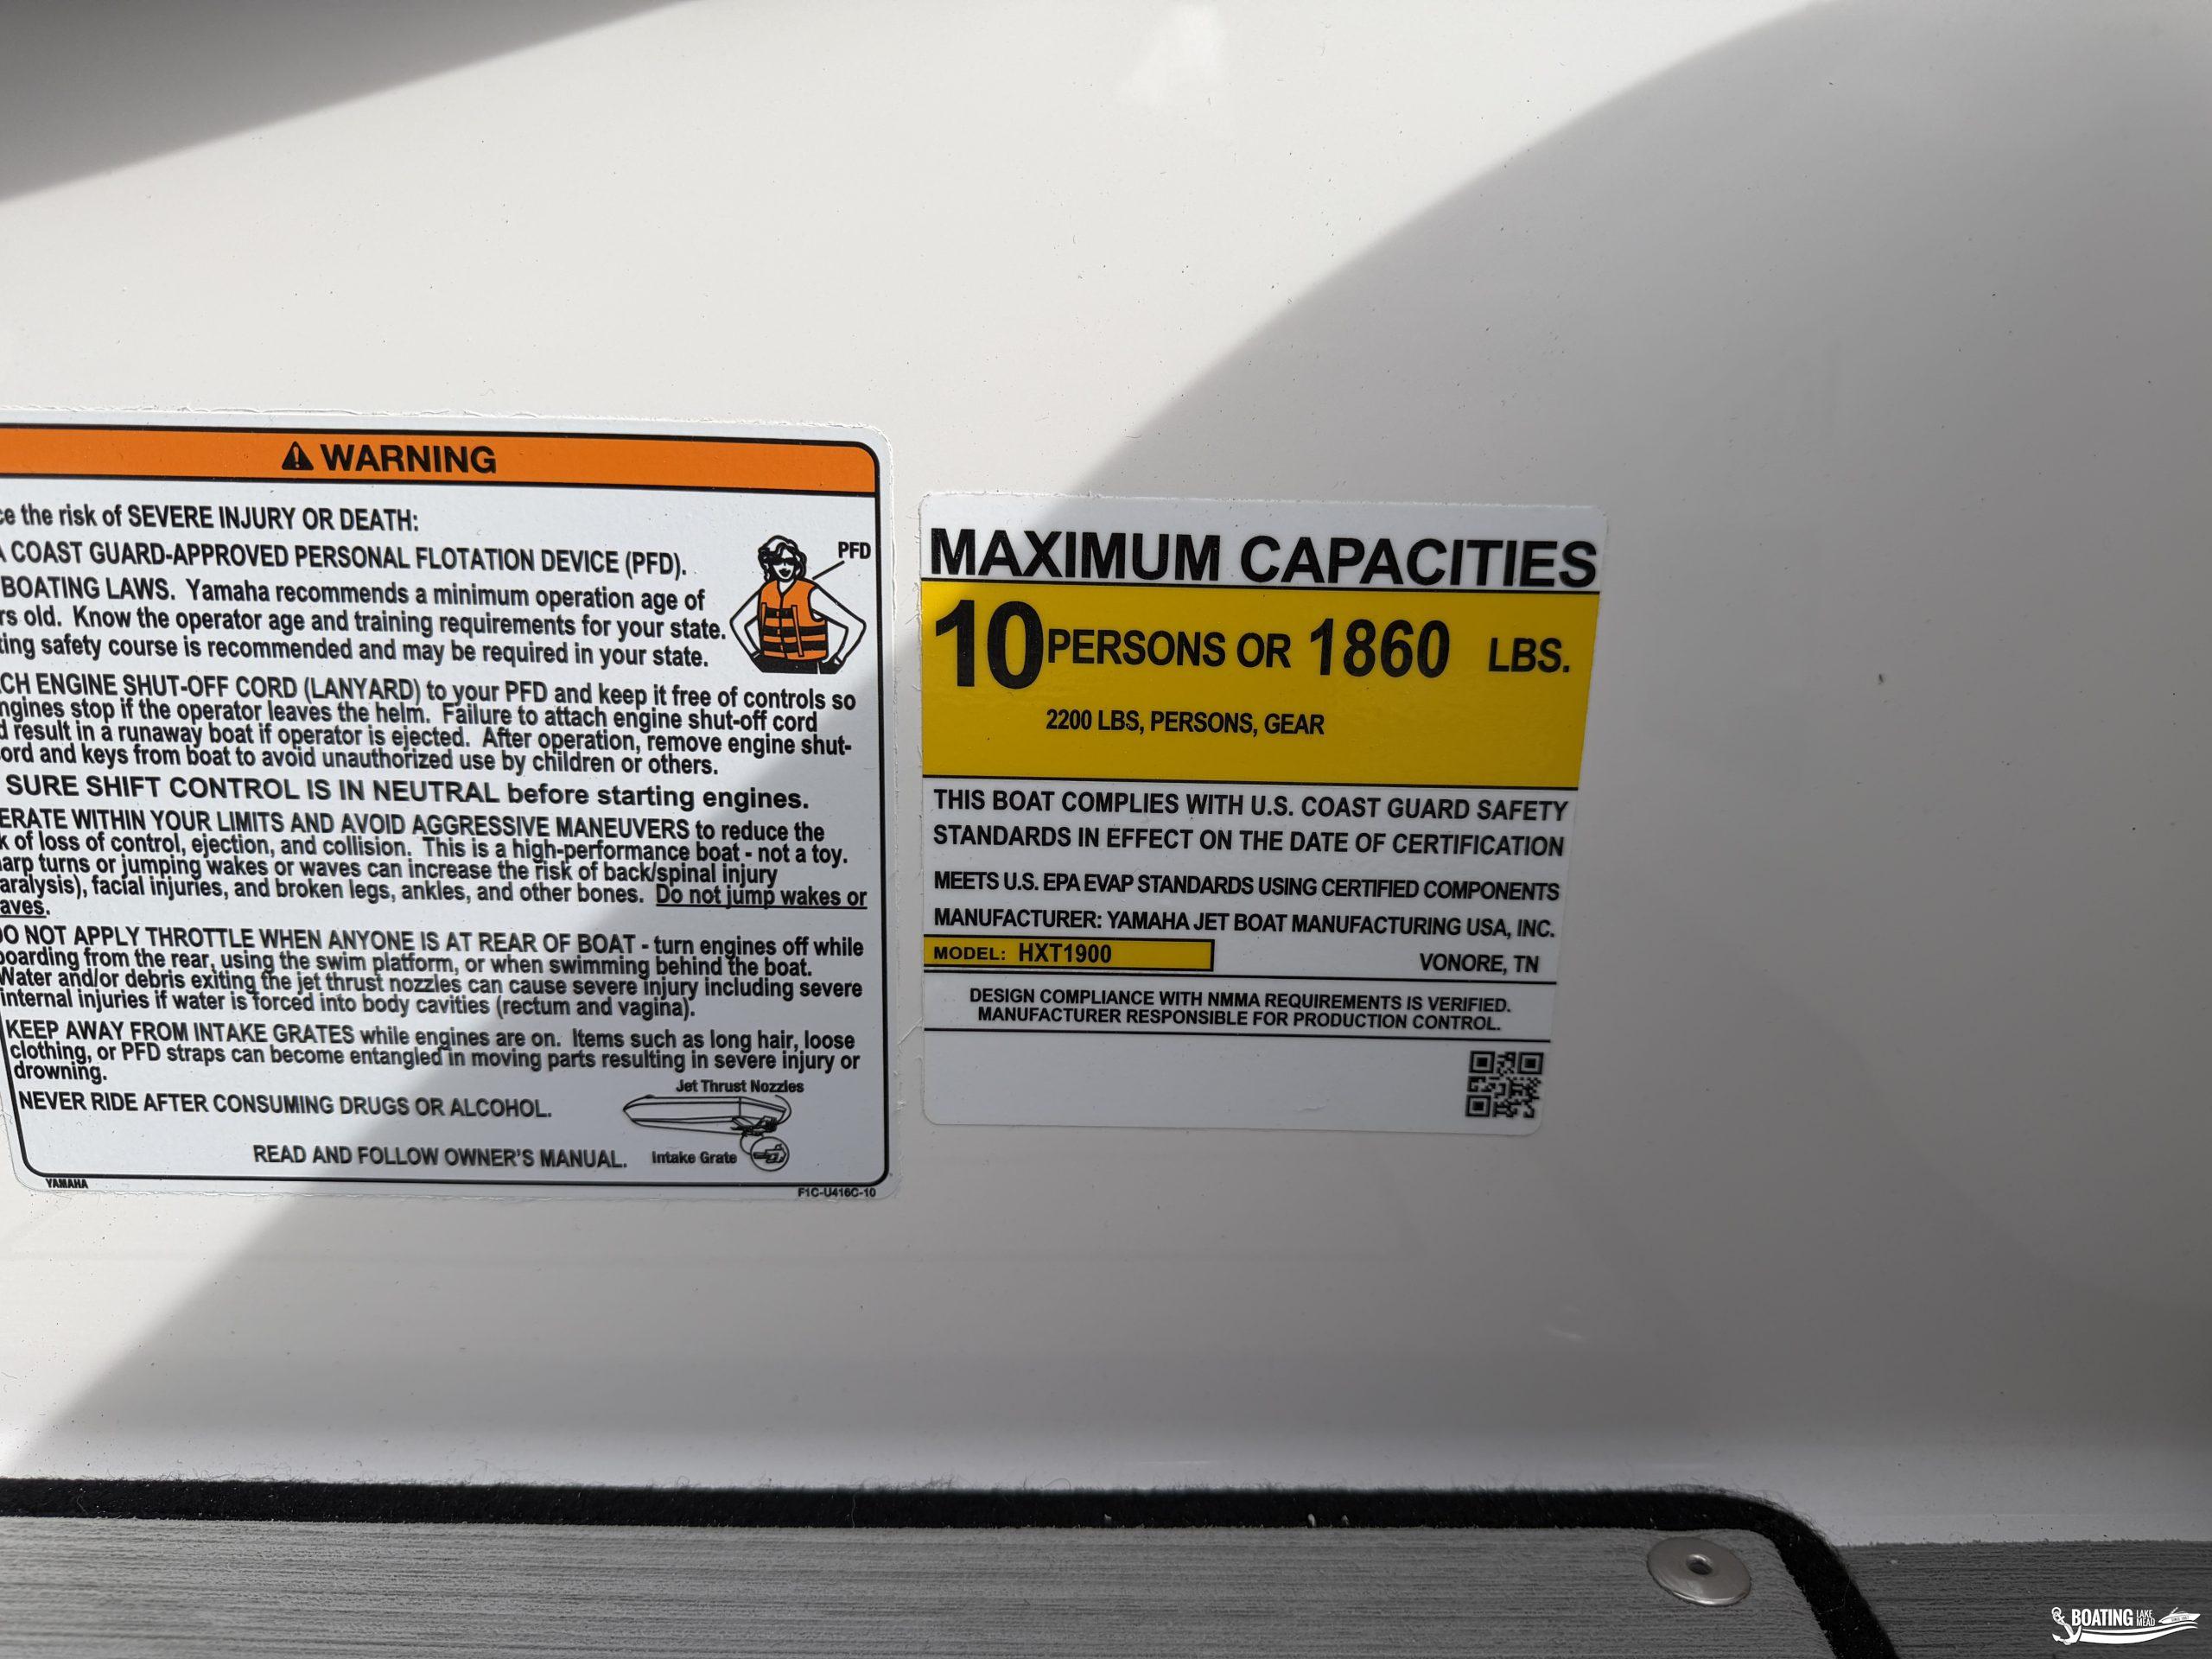 WARNING
ce the risk of SEVERE INJURY OR DEATH:
A COAST GUARD-APPROVED PERSONAL FLOTATION DEVICE (PFD).
PFD
BOATING LAWS. Yamaha recommends a minimum operation age of
rs old. Know the operator age and training requirements for your state.
ting safety course is recommended and may be required in your state.
CH ENGINE SHUT-OFF CORD (LANYARD) to your PFD and keep it free of controls so
ngines stop if the operator leaves the helm. Failure to attach engine shut-off cord
d result in a runaway boat if operator is ejected. After operation, remove engine shut-
ord and keys from boat to avoid unauthorized use by children or others.
SURE SHIFT CONTROL IS IN NEUTRAL before starting engines.
ERATE WITHIN YOUR LIMITS AND AVOID AGGRESSIVE MANEUVERS to reduce the
k of loss of control, ejection, and collision. This is a high-performance boat - not a toy.
harp turns or jumping wakes or waves can increase the risk of back/spinal injury
aralysis), facial injuries, and broken legs, ankles, and other bones. Do not jump wakes or
aves.
DO NOT APPLY THROTTLE WHEN ANYONE IS AT REAR OF BOAT - turn engines off while
boarding from the rear, using the swim platform, or when swimming behind the boat.
Water and/or debris exiting the jet thrust nozzles can cause severe injury including severe
internal injuries if water is forced into body cavities (rectum and vagina).
KEEP AWAY FROM INTAKE GRATES while engines are on. Items such as long hair, loose
clothing, or PFD straps can become entangled in moving parts resulting in severe injury or
drowning.
Jet Thrust Nozzles
NEVER RIDE AFTER CONSUMING DRUGS OR ALCOHOL.
READ AND FOLLOW OWNER'S MANUAL.
Intake Grate
YAMAHA
F1C-U416C-10
MAXIMUM CAPACITIES
10 PERSONS OR 1860 LBS.
2200 LBS, PERSONS, GEAR
THIS BOAT COMPLIES WITH U.S. COAST GUARD SAFETY
STANDARDS IN EFFECT ON THE DATE OF CERTIFICATION
MEETS U.S. EPA EVAP STANDARDS USING CERTIFIED COMPONENTS
MANUFACTURER: YAMAHA JET BOAT MANUFACTURING USA, INC.
MODEL: HXT1900
VONORE, TN
DESIGN COMPLIANCE WITH NMMA REQUIREMENTS IS VERIFIED.
MANUFACTURER RESPONSIBLE FOR PRODUCTION CONTROL.
BOATING LAKE MEAD